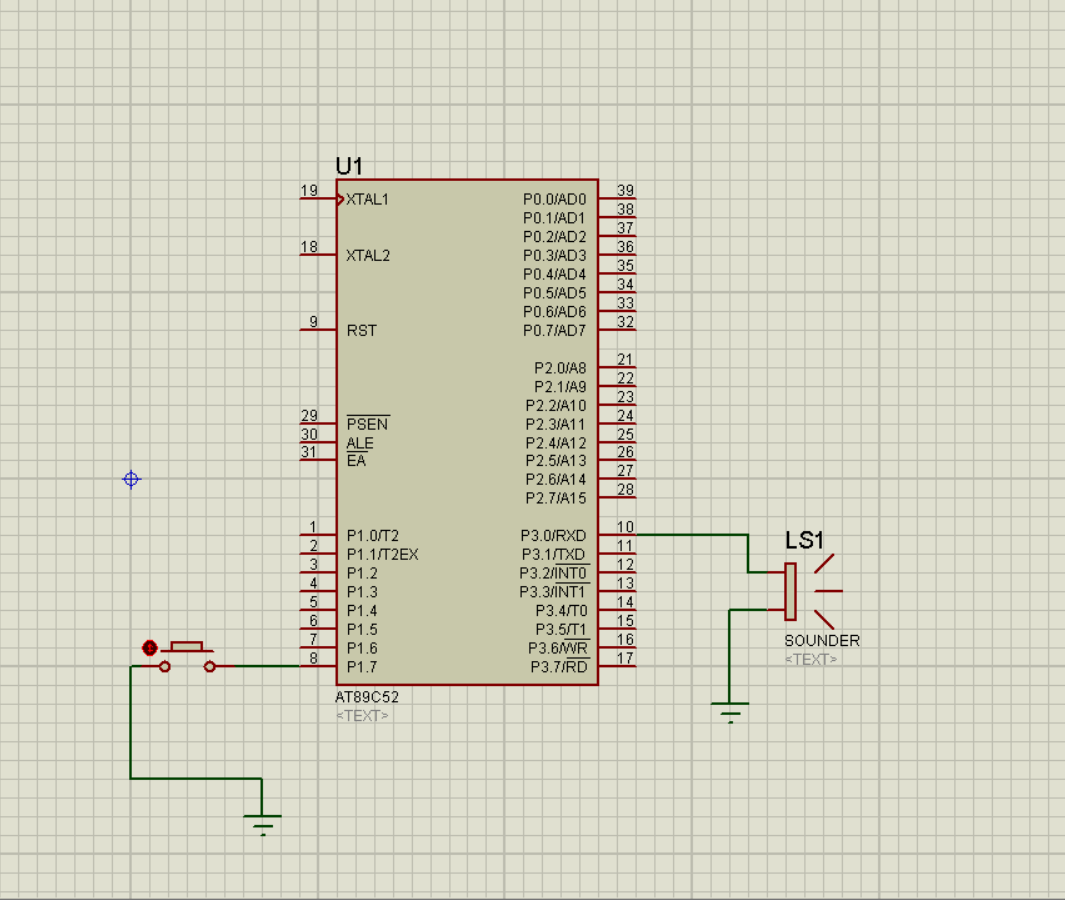 U1
19 XTAL1 P0.0/AD0 39
P0.1/AD1 38
P0.2/AD2 37
18 XTAL2 P0.3/AD3 36
P0.4/AD4 35
P0.5/AD5 34
P0.6/AD6 33
9 RST P0.7/AD7 32
P2.0/A8 21
P2.1/A9 22
P2.2/A10 23
29 PSEN P2.3/A11 24
30 ALE P2.4/A12 25
31 EA P2.5/A13 26
P2.6/A14 27
P2.7/A15 28
1 P1.0/T2 P3.0/RXD 10
2 P1.1/T2EX P3.1/TXD 11
3 P1.2 P3.2/INT0 12
4 P1.3 P3.3/INT1 13
5 P1.4 P3.4/T0 14
6 P1.5 P3.5/T1 15
7 P1.6 P3.6/WR 16
8 P1.7 P3.7/RD 17
AT89C52
<TEXT>
LS1
SOUNDER
<TEXT>